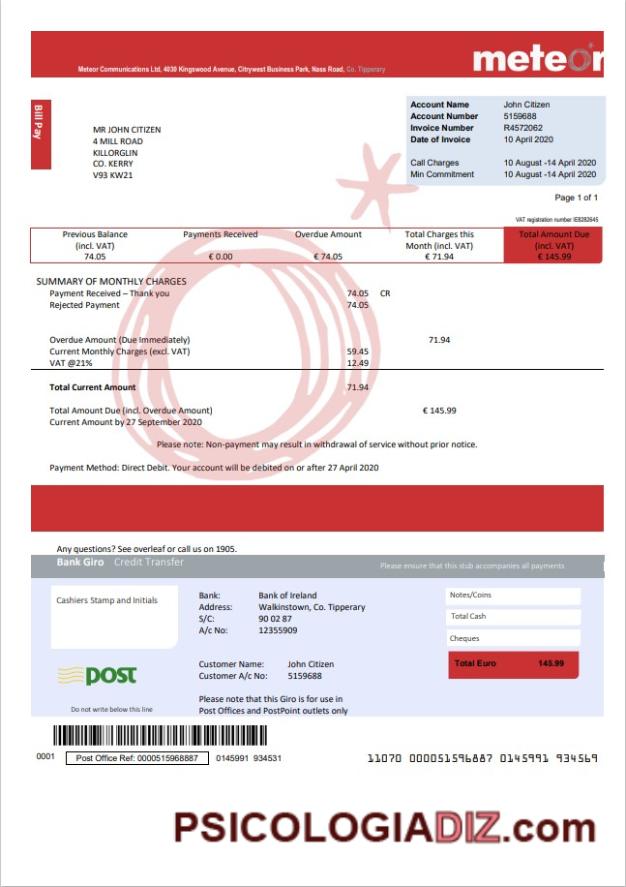 meteor
Meteor Communications Ltd, 4030 Kingswood Avenue, Citrywest Business Park, Nass Road, Co. Tipperary
Bill Pay
MR JOHN CITIZEN
4 MILL ROAD
KILLORGLIN
CO. KERRY
V93 KW21
Account Name John Citizen
Account Number 5159688
Invoice Number R4572062
Date of Invoice 10 April 2020
Call Charges 10 August -14 April 2020
Min Commitment 10 August -14 April 2020
Page 1 of 1
VAT registration number IE8282645
Previous Balance Payments Received Overdue Amount Total Charges this Total Amount Due
(incl. VAT) Month (incl. VAT) (incl. VAT)
74.05 € 0.00 € 74.05 € 71.94 € 145.99
SUMMARY OF MONTHLY CHARGES
Payment Received – Thank you 74.05 CR
Rejected Payment 74.05
Overdue Amount (Due Immediately) 71.94
Current Monthly Charges (excl. VAT) 59.45
VAT @21% 12.49
Total Current Amount 71.94
Total Amount Due (incl. Overdue Amount) € 145.99
Current Amount by 27 September 2020
Please note: Non-payment may result in withdrawal of service without prior notice.
Payment Method: Direct Debit. Your account will be debited on or after 27 April 2020
Any questions? See overleaf or call us on 1905.
Bank Giro Credit Transfer Please ensure that this stub accompanies all payments
Cashiers Stamp and Initials
Bank: Bank of Ireland
Address: Walkinstown, Co. Tipperary
S/C: 90 02 87
A/c No: 12355909
Notes/Coins
Total Cash
Cheques
Total Euro 145.99
post
Customer Name: John Citizen
Customer A/c No: 5159688
Please note that this Giro is for use in
Post Offices and PostPoint outlets only
Do not write below this line
0001 Post Office Ref: 0000515968887 0145991 934531 11070 000051596887 0145991 934569
PSICOLOGIADIZ.com